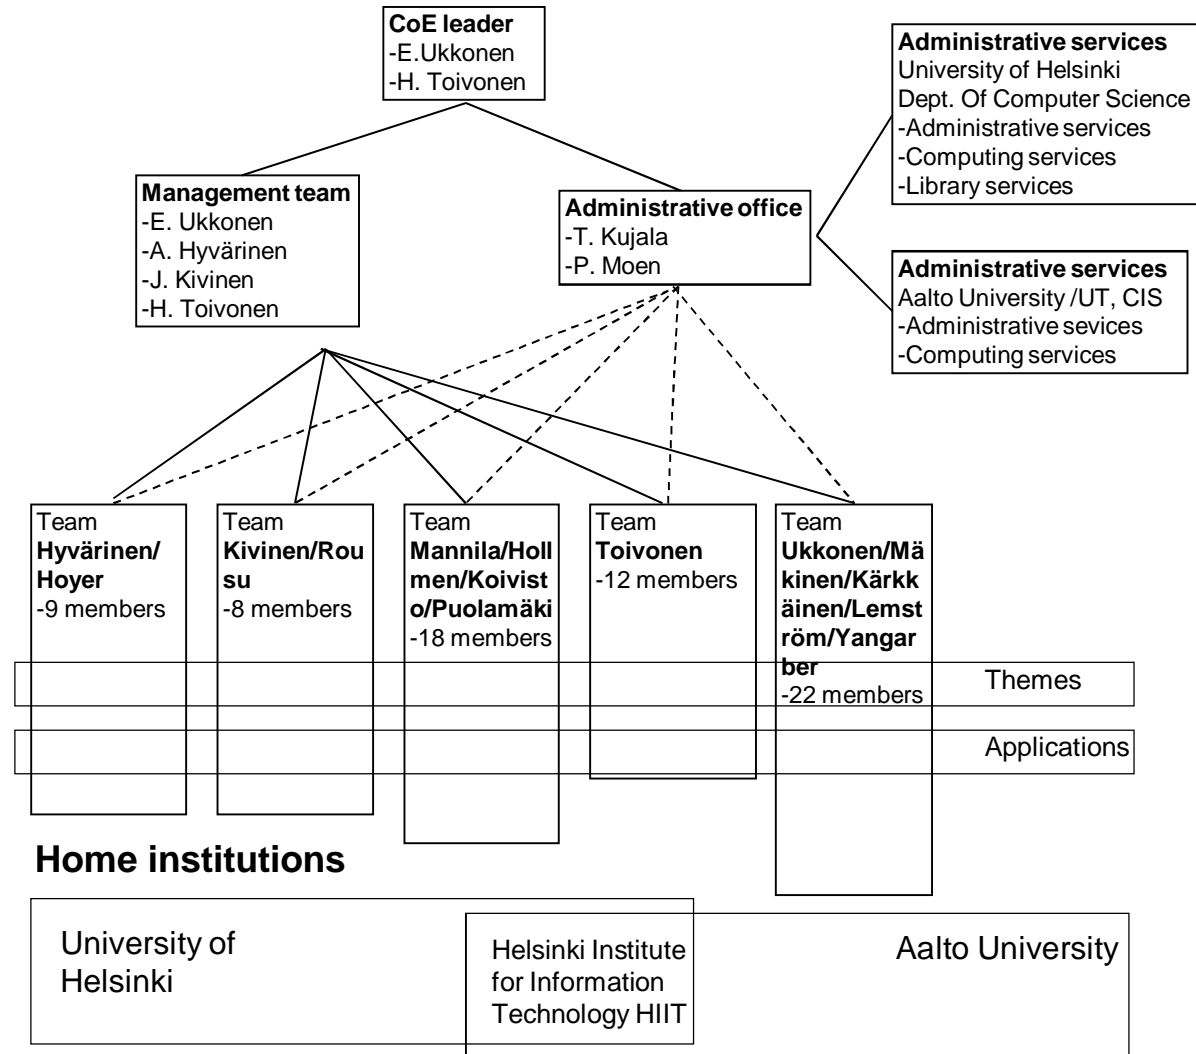 CoE leader
-E.Ukkonen
-H. Toivonen
Administrative services
University of Helsinki
Dept. Of Computer Science
-Administrative services
-Computing services
-Library services
Management team
-E. Ukkonen
-A. Hyvärinen
-J. Kivinen
-H. Toivonen
Administrative office
-T. Kujala
-P. Moen
Administrative services
Aalto University /UT, CIS
-Administrative sevices
-Computing services
Team
Hyvärinen/
Hoyer
-9 members
Team
Kivinen/Rou
su
-8 members
Team
Mannila/Holl
men/Koivist
o/Puolamäki
-18 members
Team
Toivonen
-12 members
Team
Ukkonen/Mä
kinen/Kärkk
äinen/Lemst
röm/Yangar
ber
-22 members
Themes
Applications
Home institutions
University of
Helsinki
Helsinki Institute
for Information
Technology HIIT
Aalto University